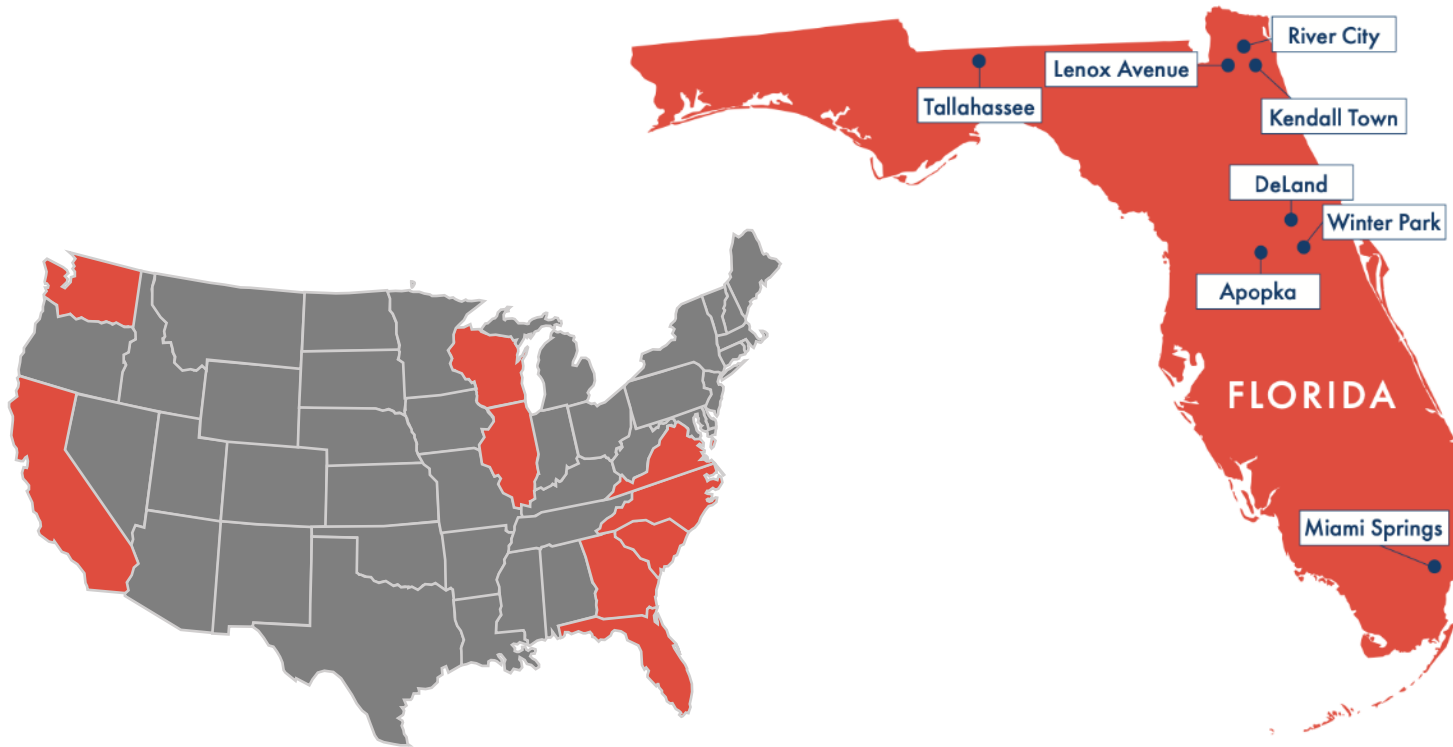 River City
Lenox Avenue
Tallahassee
Kendall Town
DeLand
Winter Park
Apopka
FLORIDA
Miami Springs